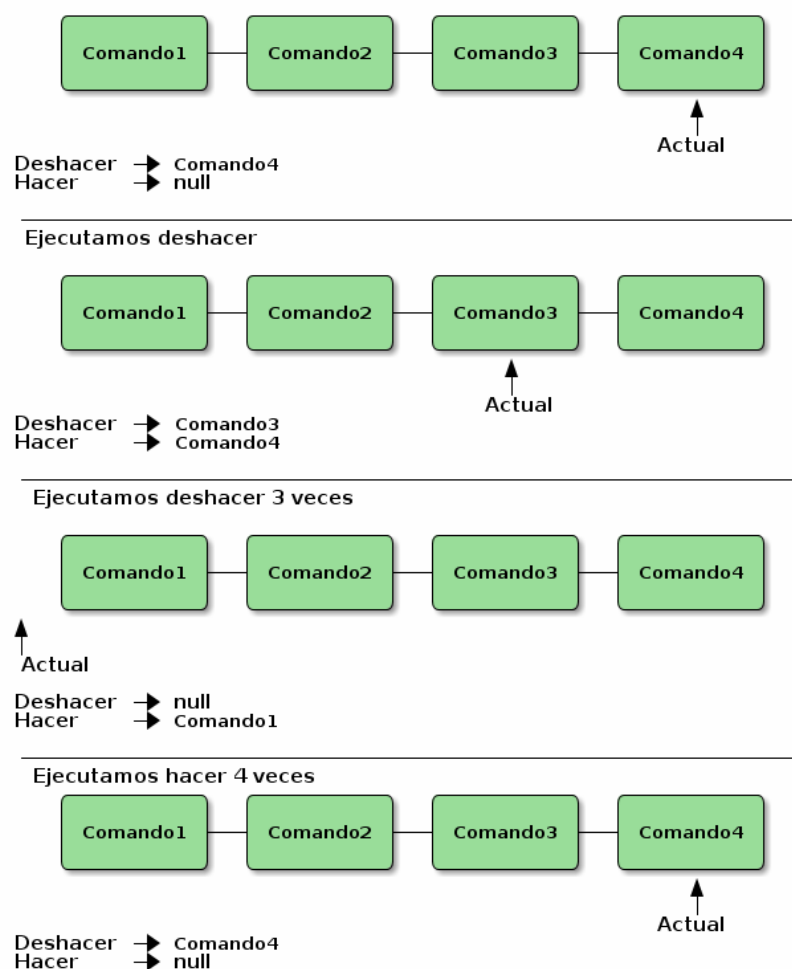 Comando1 Comando2 Comando3 Comando4
Actual
Deshacer Comando4
Hacer null
Ejecutamos deshacer
Comando1 Comando2 Comando3 Comando4
Actual
Deshacer Comando3
Hacer Comando4
Ejecutamos deshacer 3 veces
Comando1 Comando2 Comando3 Comando4
Actual
Deshacer null
Hacer Comando1
Ejecutamos hacer 4 veces
Comando1 Comando2 Comando3 Comando4
Actual
Deshacer Comando4
Hacer null